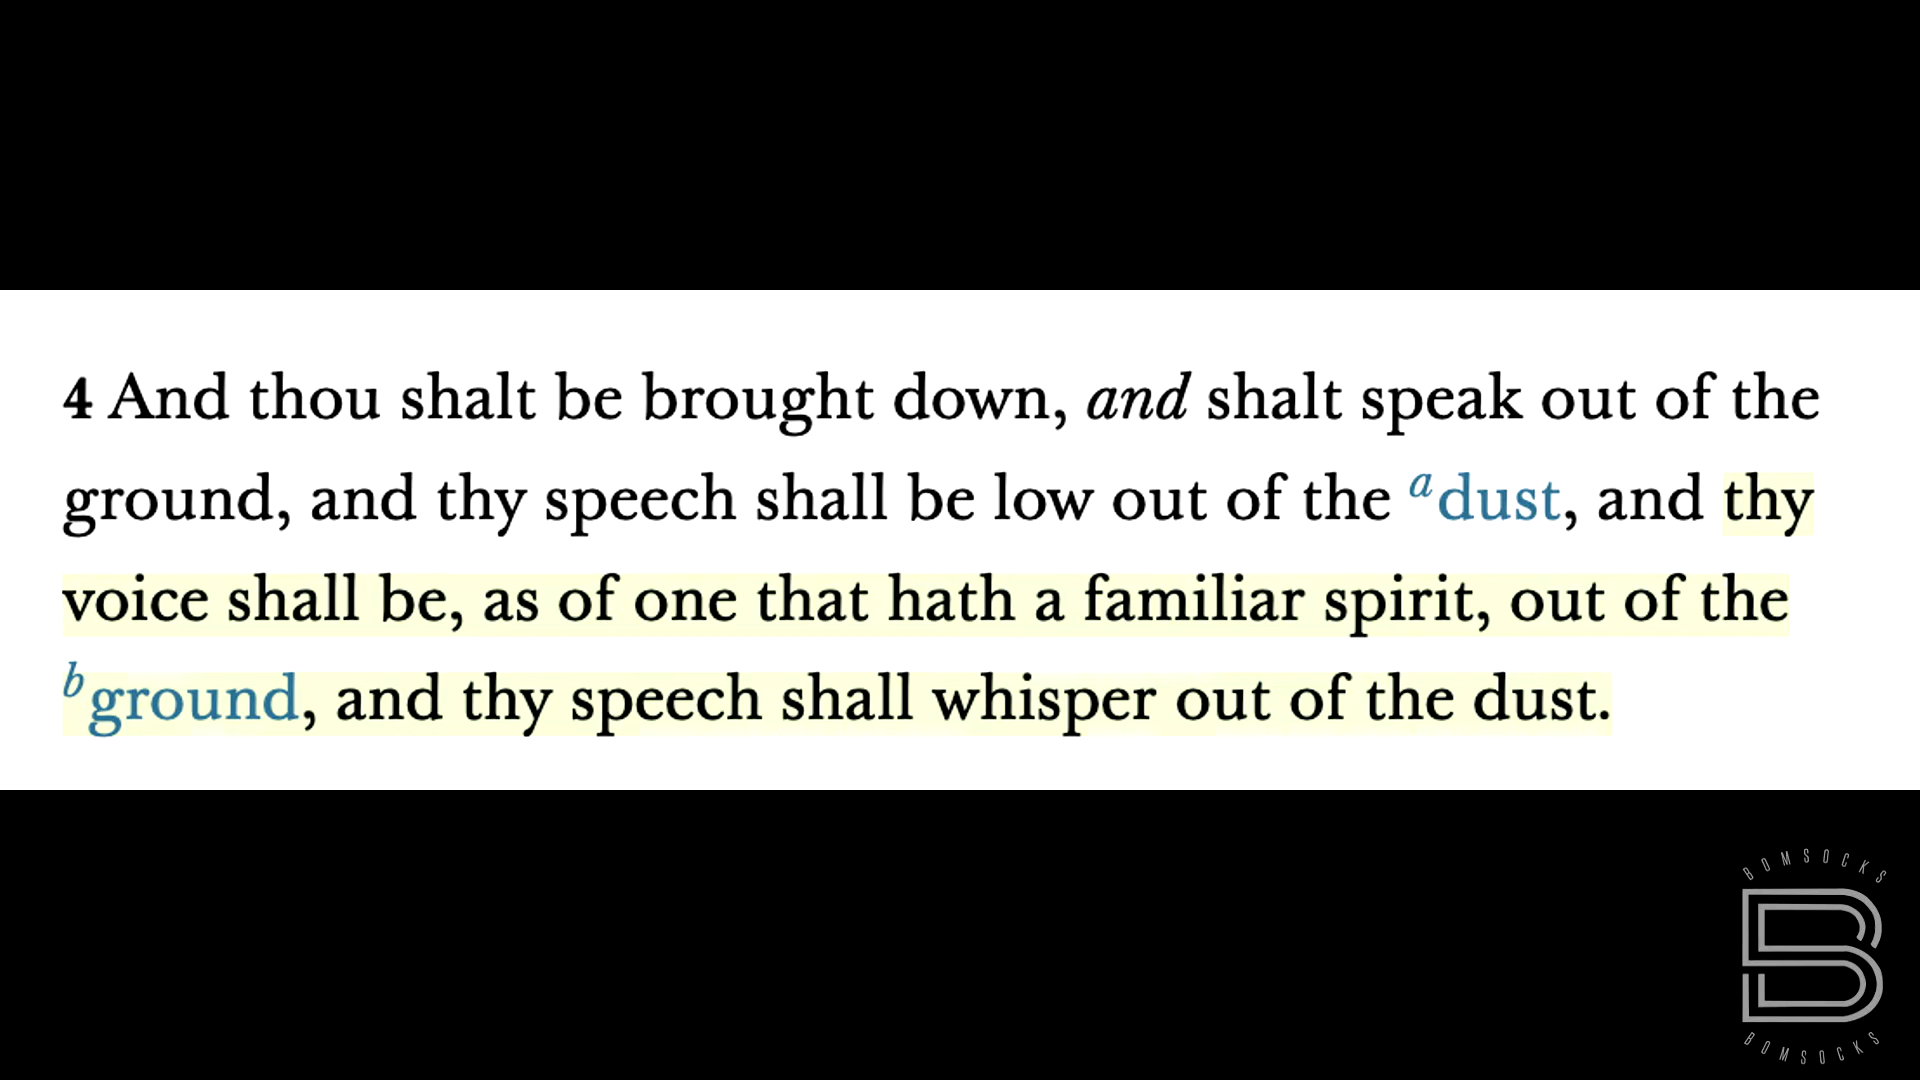 4 And thou shalt be brought down, and shalt speak out of the
ground, and thy speech shall be low out of the a dust, and thy
voice shall be, as of one that hath a familiar spirit, out of the
b ground, and thy speech shall whisper out of the dust.
BOMSOCKS
B
BOMSOCKS